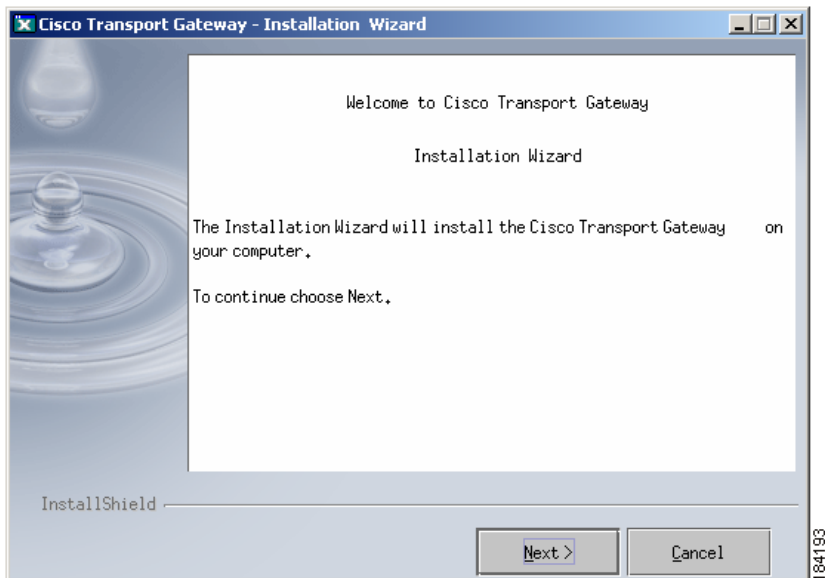 Cisco Transport Gateway - Installation Wizard
Welcome to Cisco Transport Gateway
Installation Wizard
The Installation Wizard will install the Cisco Transport Gateway on
your computer.
To continue choose Next.
InstallShield
Next >
Cancel
184193